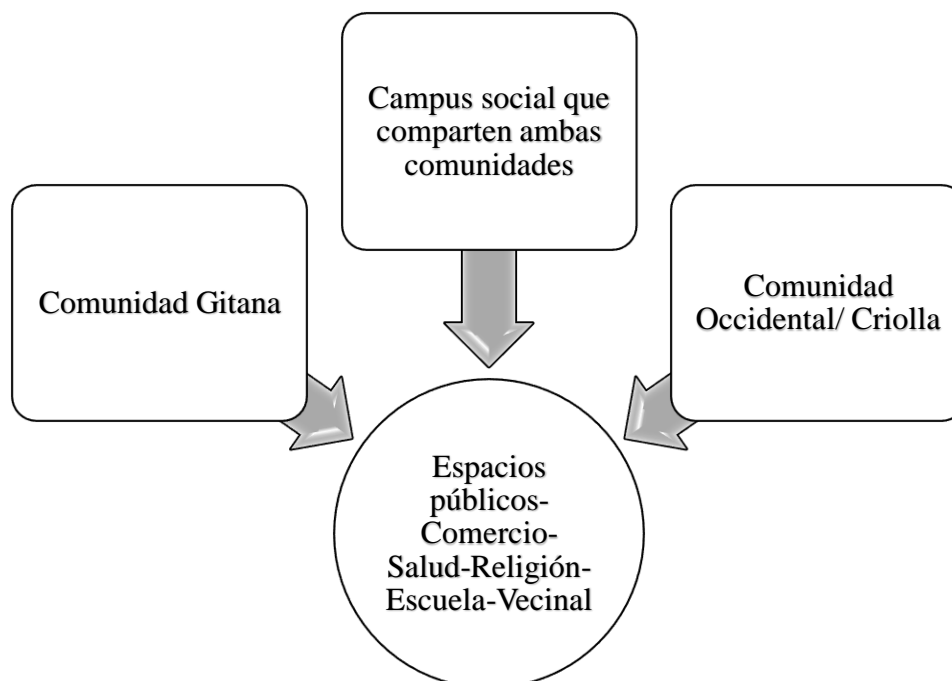 Campus social que
comparten ambas
comunidades
Comunidad Gitana
Comunidad
Occidental/ Criolla
Espacios
públicos-
Comercio-
Salud-Religión-
Escuela-Vecinal